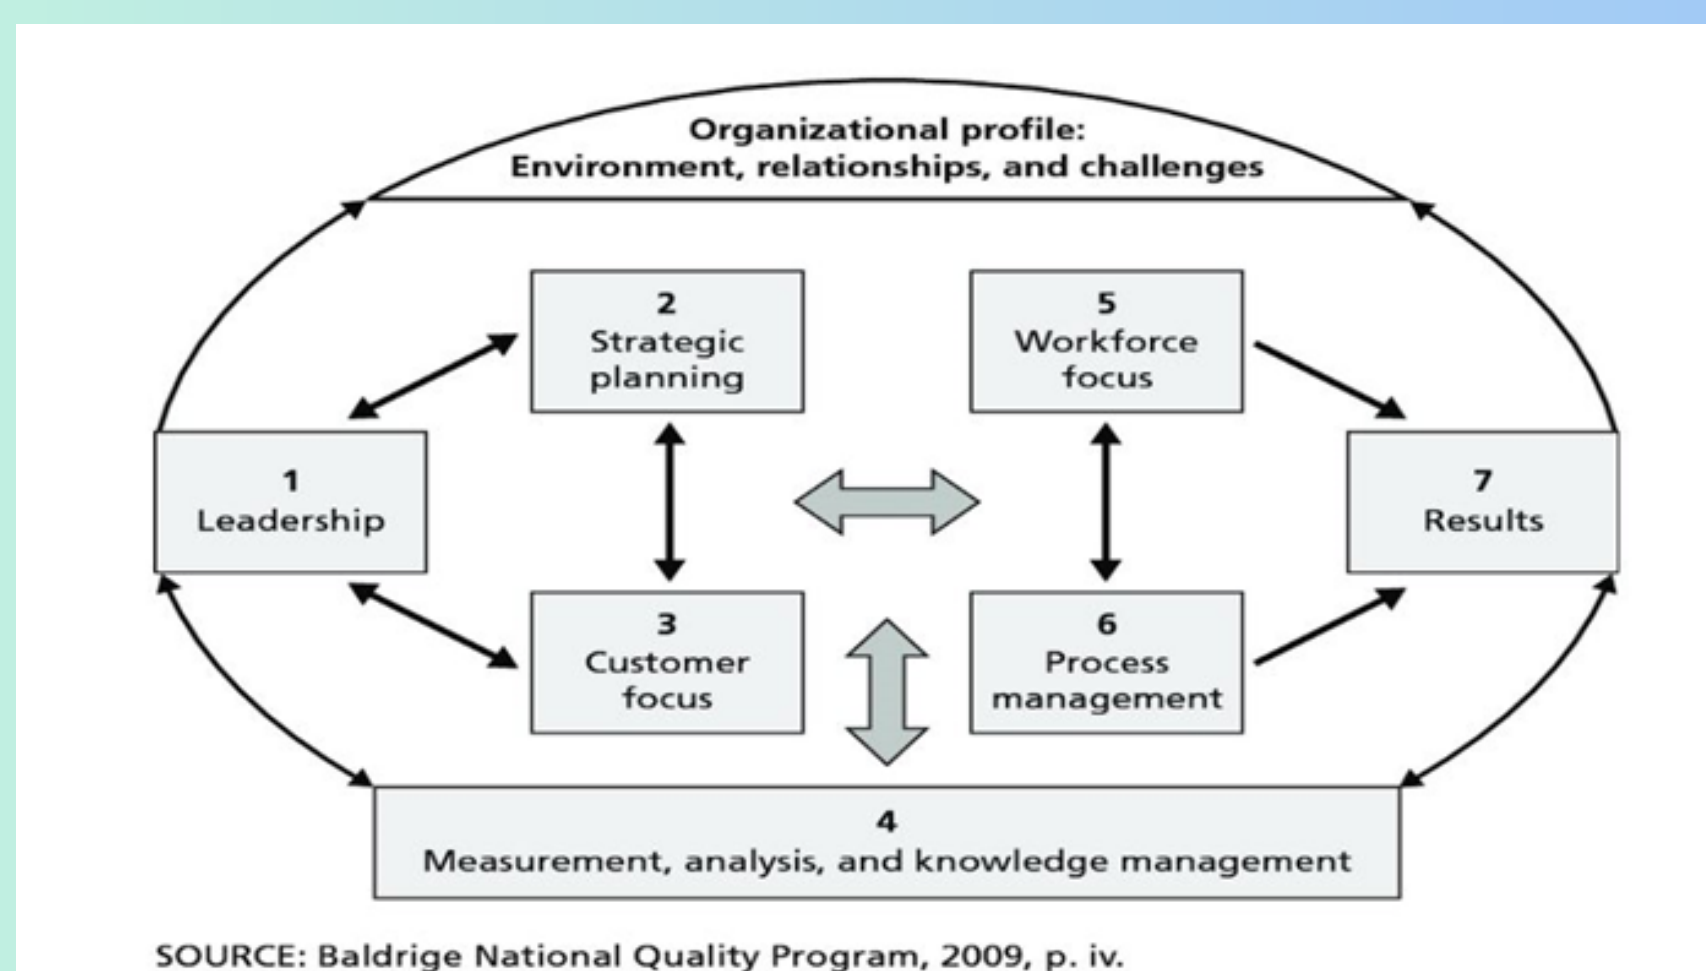 Organizational profile:
Environment, relationships, and challenges
2
Strategic
planning
5
Workforce
focus
1
Leadership
7
Results
3
Customer
focus
6
Process
management
4
Measurement, analysis, and knowledge management
SOURCE: Baldrige National Quality Program, 2009, p. iv.